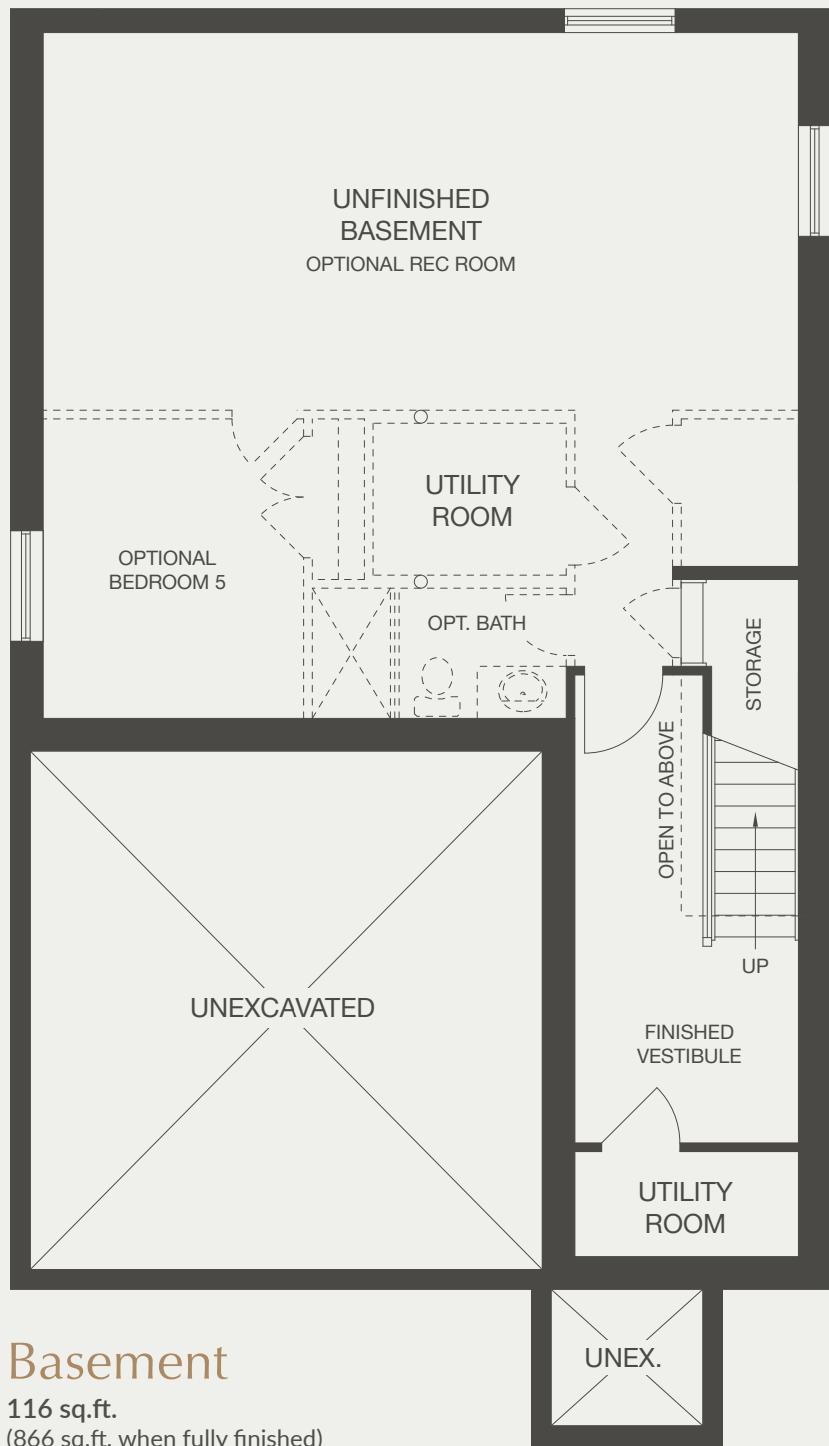 UNFINISHED
BASEMENT
OPTIONAL REC ROOM
UTILITY
ROOM
OPTIONAL
BEDROOM 5
OPT. BATH
STORAGE
OPEN TO ABOVE
UP
UNEXCAVATED
FINISHED
VESTIBULE
UTILITY
ROOM
UNEX.
Basement
116 sq.ft.
(866 sq.ft. when fully finished)